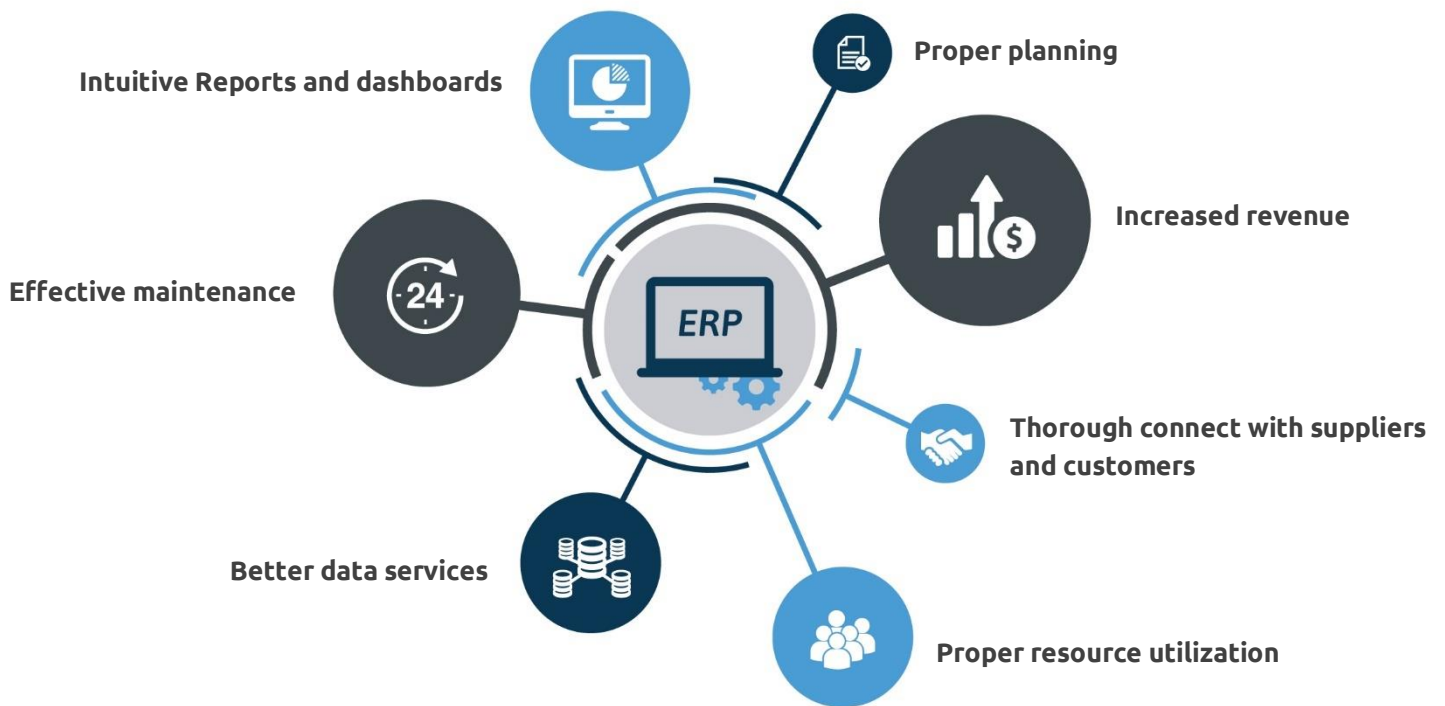 Proper planning
Intuitive Reports and dashboards
$
Increased revenue
24
Effective maintenance
ERP
Thorough connect with suppliers
and customers
Better data services
Proper resource utilization